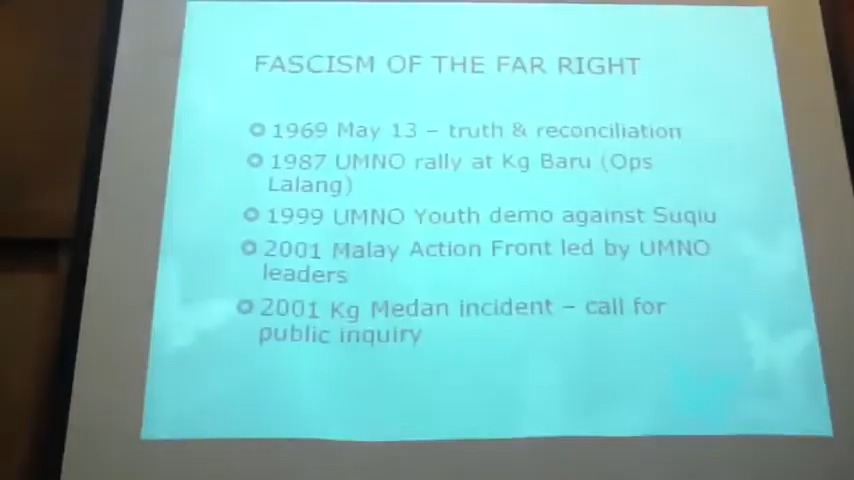 FASCISM OF THE FAR RIGHT
1969 May 13 – truth & reconciliation
1987 UMNO rally at Kg Baru (Ops
Lalang)
1999 UMNO Youth demo against Suqiu
2001 Malay Action Front led by UMNO
leaders
2001 Kg Medan incident – call for
public inquiry